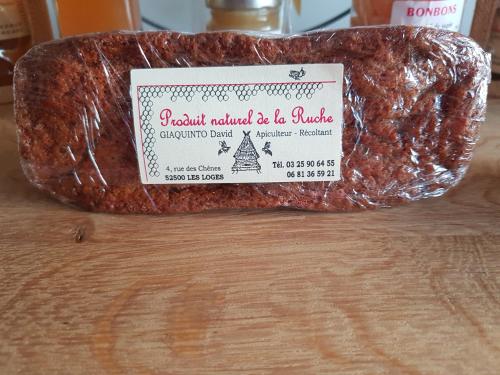 BONBONS
Produit naturel de la Ruche
GIAQUINTO David Apiculteur - Récoltant
4, rue des Chênes
52500 LES LOGES
Tél. 03 25 90 64 55
06 81 36 59 21